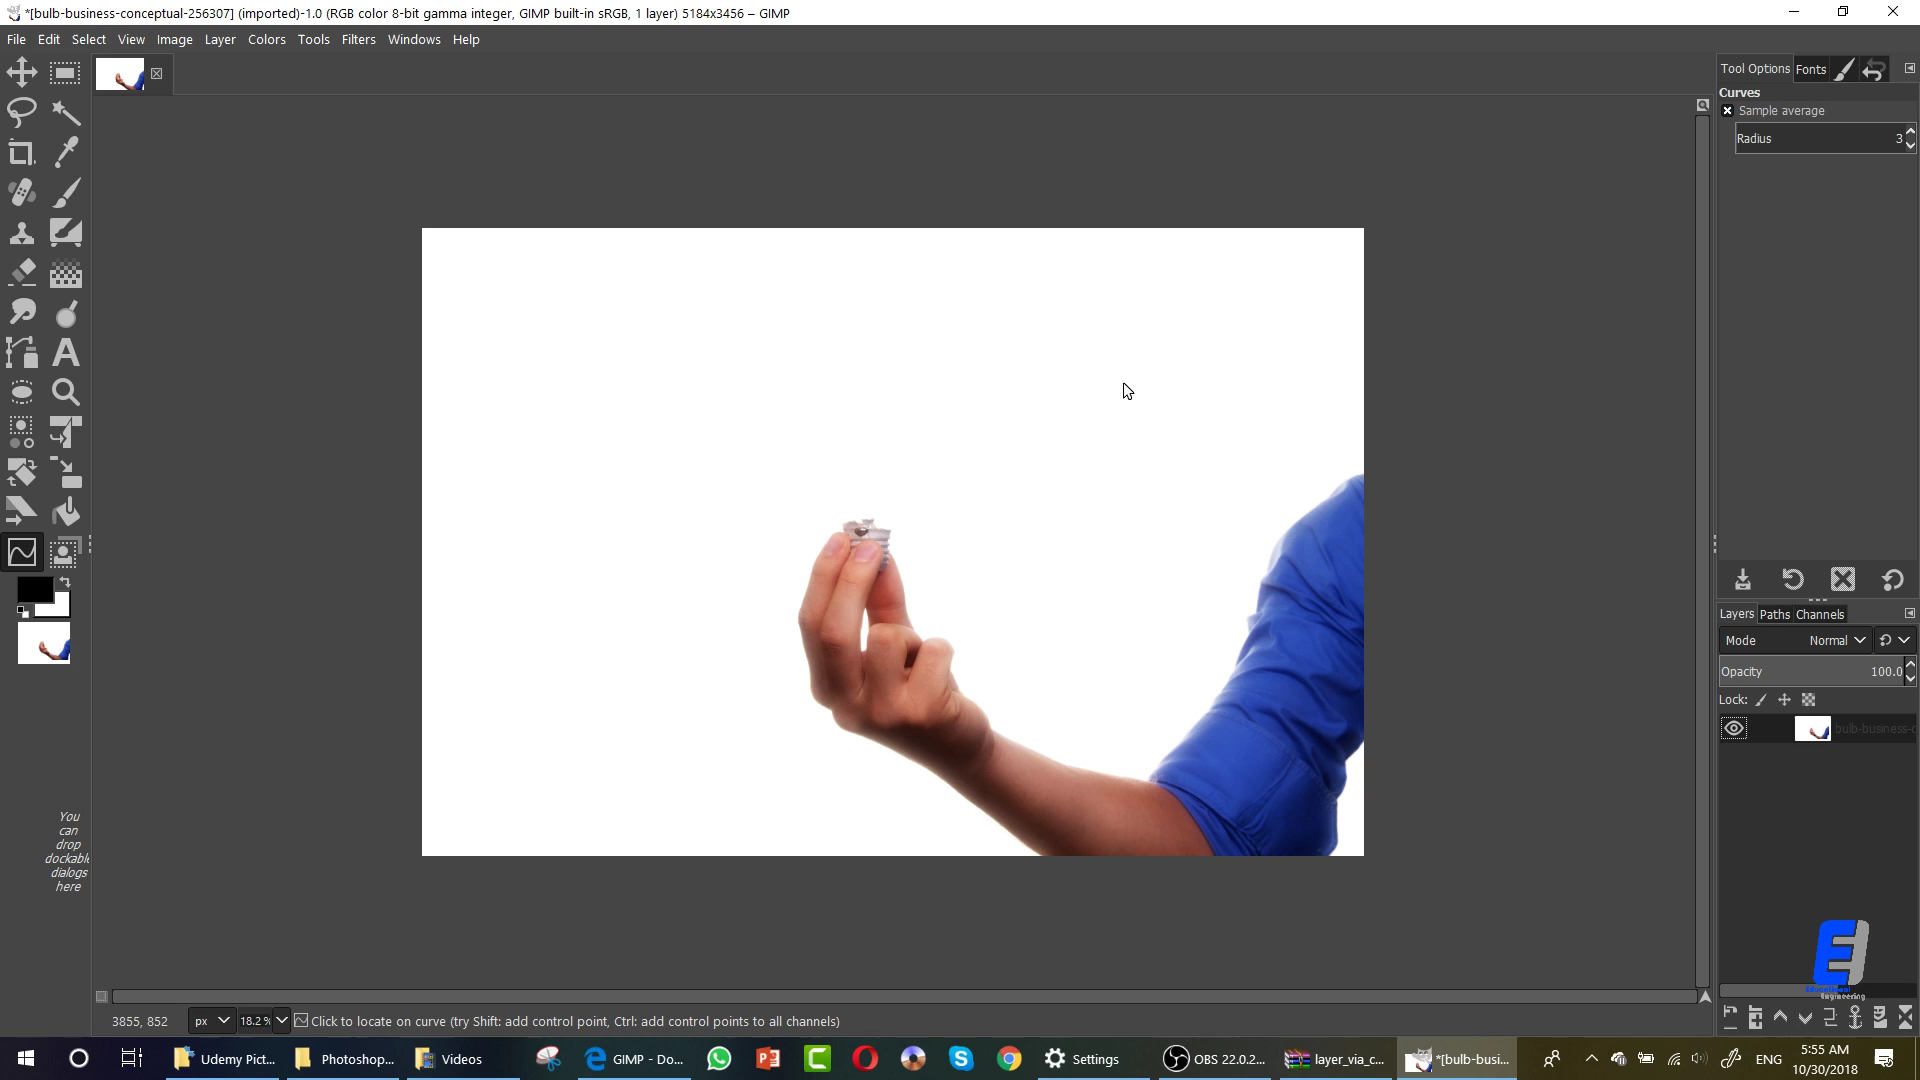 *[bulb-business-conceptual-256307] (imported)-1.0 (RGB color 8-bit gamma integer, GIMP built-in sRGB, 1 layer) 5184x3456 – GIMP
File Edit Select View Image Layer Colors Tools Filters Windows Help
Tool Options Fonts
Curves
Sample average
Radius 3
Layers Paths Channels
Mode Normal
Opacity 100.0
Lock:
bulb-business-c
You
can
drop
dockable
dialogs
here
Educational
Engineering
3855, 852 px 18.2% Click to locate on curve (try Shift: add control point, Ctrl: add control points to all channels)
Udemy Pict... Photoshop... Videos GIMP - Do... Settings OBS 22.0.2... layer_via_c... *[bulb-busi... ENG 5:55 AM
10/30/2018